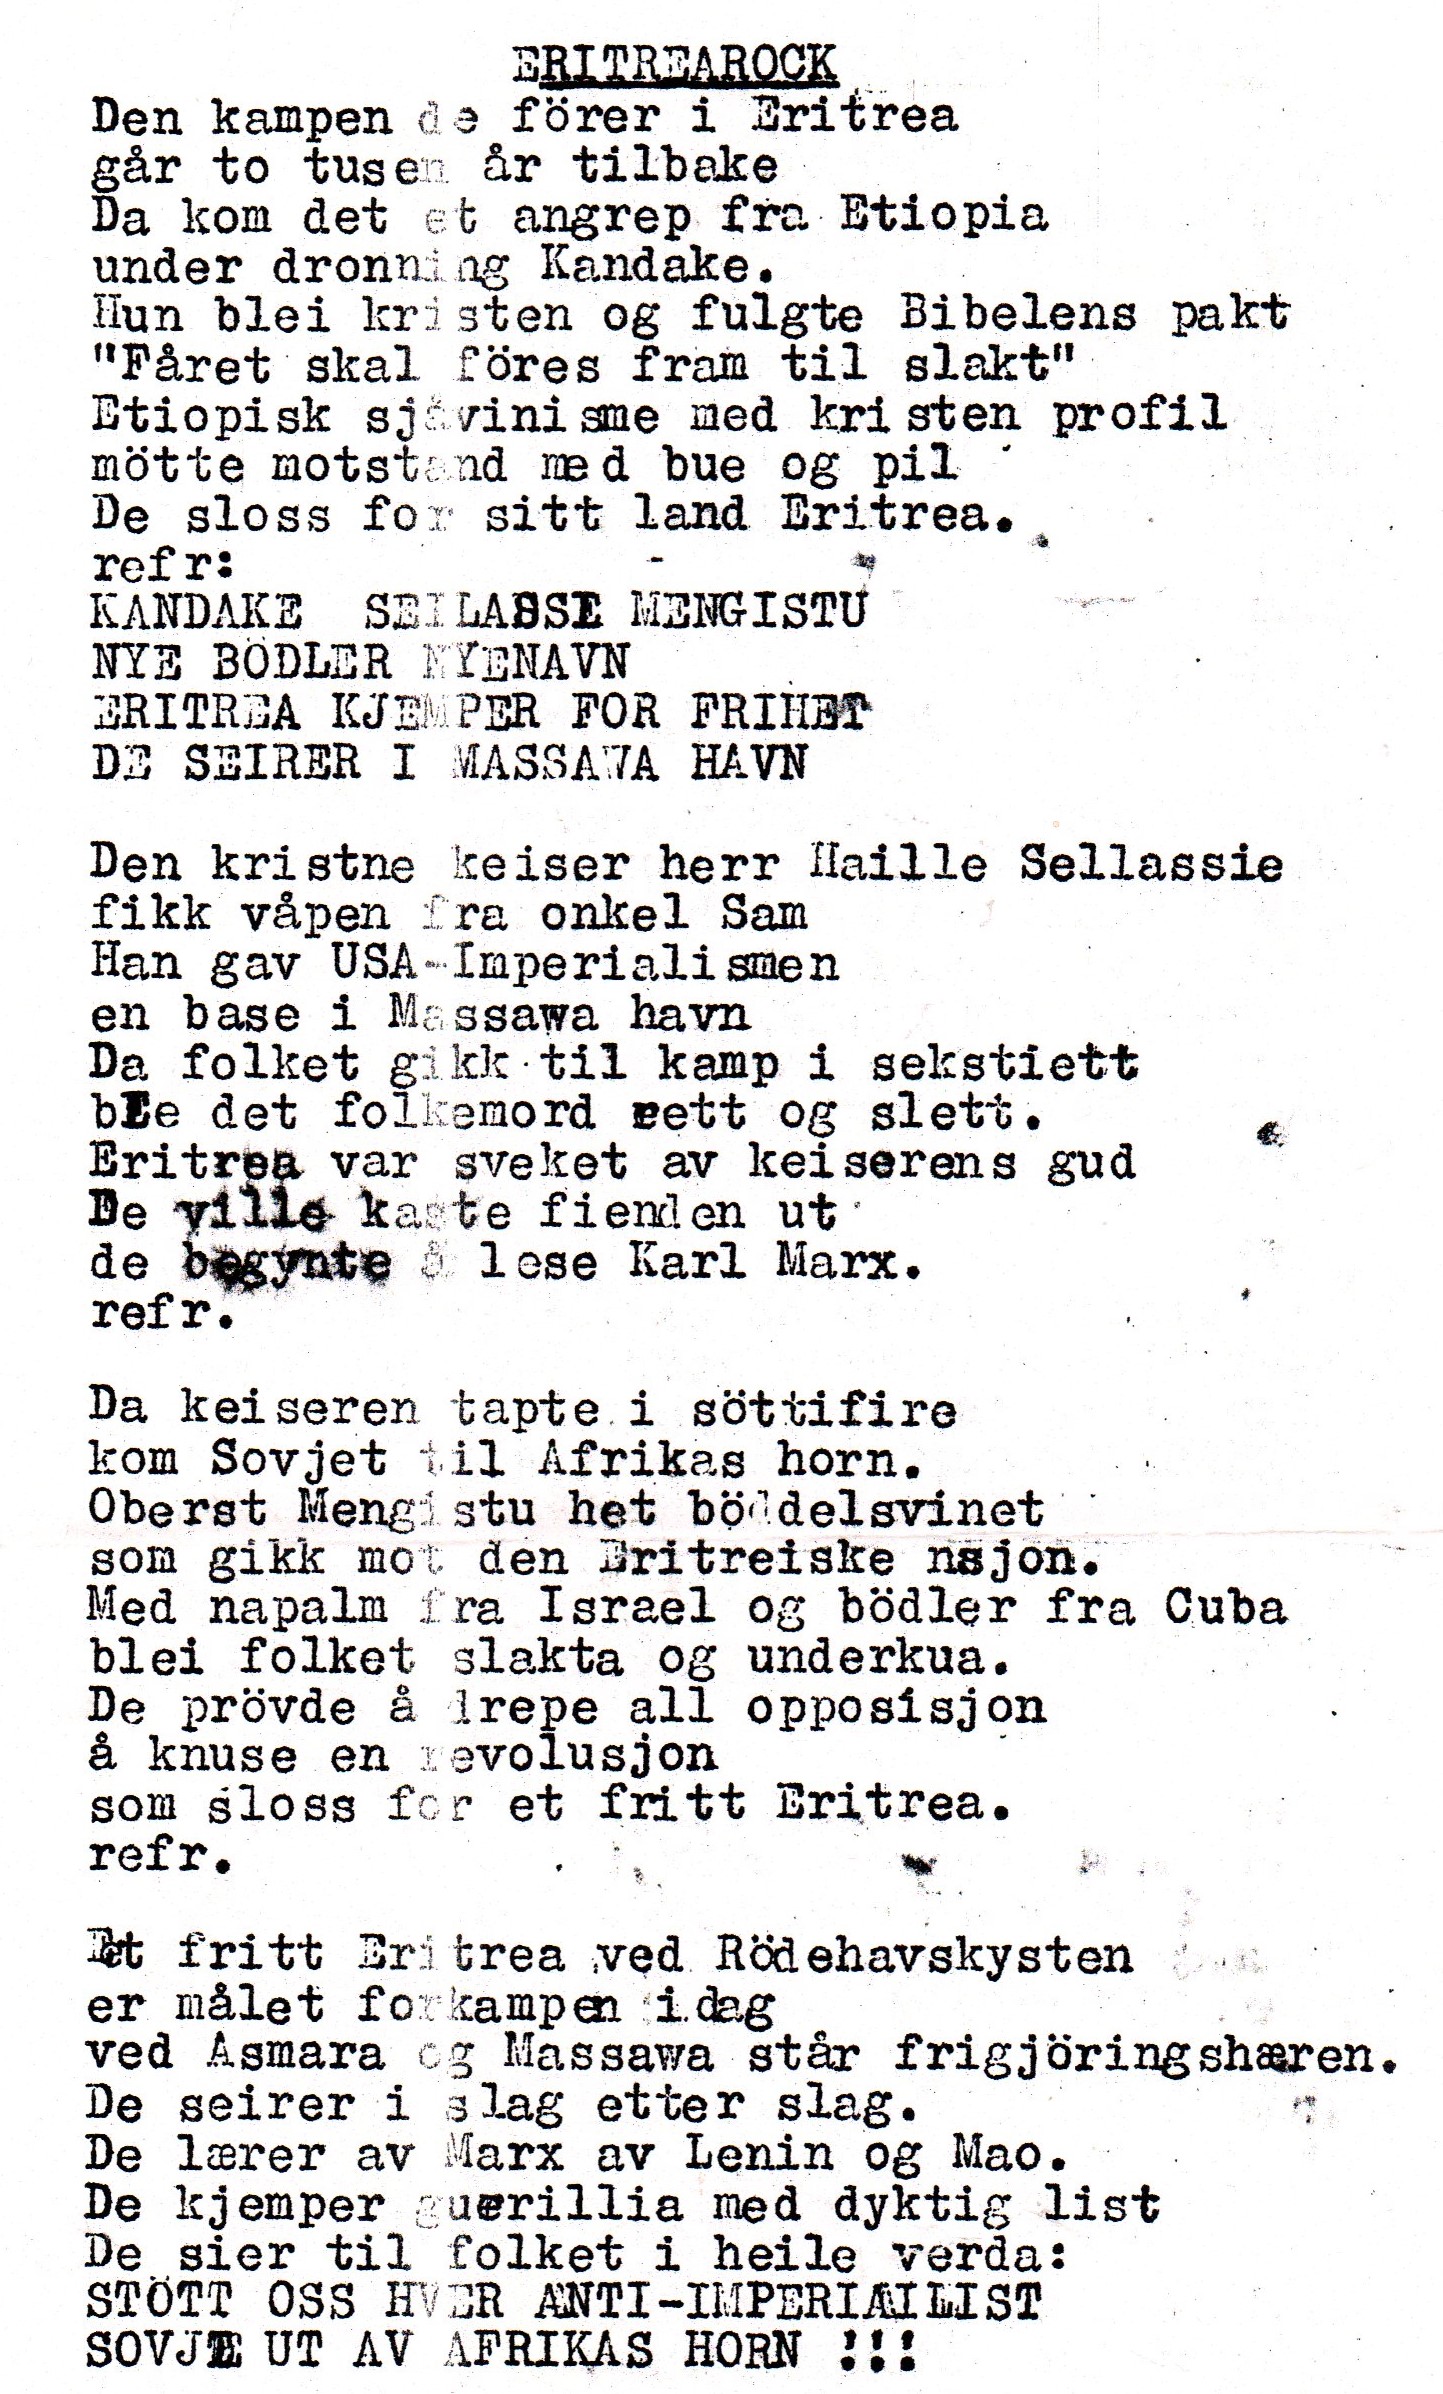 ERITREAROCK
Den kampen de förer i Eritrea
går to tusen år tilbake
Da kom det et angrep fra Etiopia
under dronning Kandake.
Hun blei kristen og fulgte Bibelens pakt
"Fåret skal föres fram til slakt"
Etiopisk sjåvinisme med kristen profil
mötte motstand med bue og pil
De sloss for sitt land Eritrea.
refr:
KANDAKE SEILASSE MENGISTU
NYE BÖDLER NYENAVN
ERITREA KJEMPER FOR FRIHET
DE SEIRER I MASSAWA HAVN
Den kristne keiser herr Haille Sellassie
fikk våpen fra onkel Sam
Han gav USA-Imperialismen
en base i Massawa havn
Da folket gikk til kamp i sekstiett
ble det folkemord rett og slett.
Eritrea var sveket av keiserens gud
De ville kaste fienden ut
de begynte å lese Karl Marx.
refr.
Da keiseren tapte i söttifire
kom Sovjet til Afrikas horn.
Oberst Mengistu het böddelsvinet
som gikk mot den Eritreiske nasjon.
Med napalm fra Israel og bödler fra Cuba
blei folket slakta og underkua.
De prövde å drepe all opposisjon
å knuse en revolusjon
som sloss for et fritt Eritrea.
refr.
Et fritt Eritrea ved Rödehavskysten
er målet forkampen idag
ved Asmara og Massawa står frigjöringshæren.
De seirer i slag etter slag.
De lærer av Marx av Lenin og Mao.
De kjemper guerillia med dyktig list
De sier til folket i heile verda:
STÖTT OSS HVER ANTI-IMPERIALIST
SOVJET UT AV AFRIKAS HORN !!!